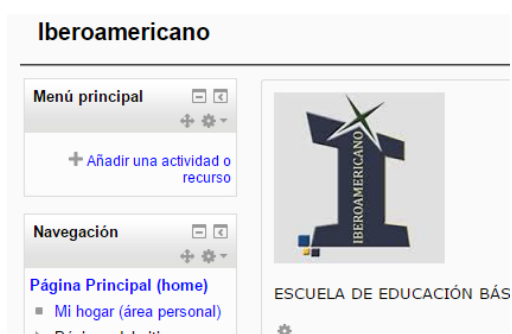 Iberoamericano
Menú principal
Añadir una actividad o
recurso
Navegación
Página Principal (home)
Mi hogar (área personal)
IBEROAMERICANO
ESCUELA DE EDUCACIÓN BÁS